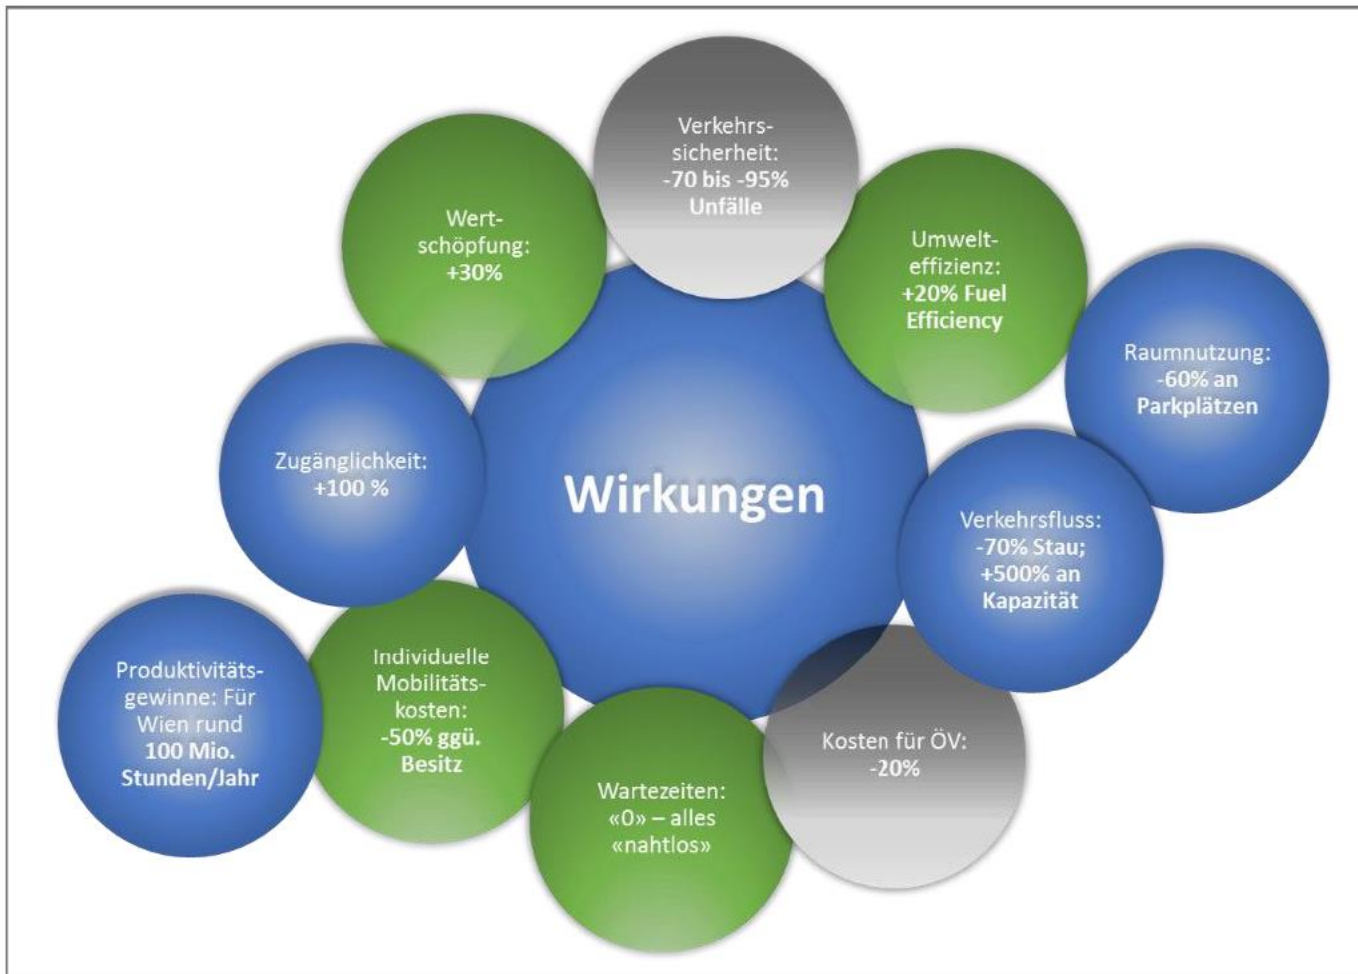 Verkehrs-
sicherheit:
-70 bis -95%
Unfälle
Wert-
schöpfung:
+30%
Umwelt-
effizienz:
+20% Fuel
Efficiency
Raumnutzung:
-60% an
Parkplätzen
Zugänglichkeit:
+100 %
Wirkungen
Verkehrsfluss:
-70% Stau;
+500% an
Kapazität
Produktivitäts-
gewinne: Für
Wien rund
100 Mio.
Stunden/Jahr
Individuelle
Mobilitäts-
kosten:
-50% ggü.
Besitz
Wartezeiten:
«0» – alles
«nahtlos»
Kosten für ÖV:
-20%